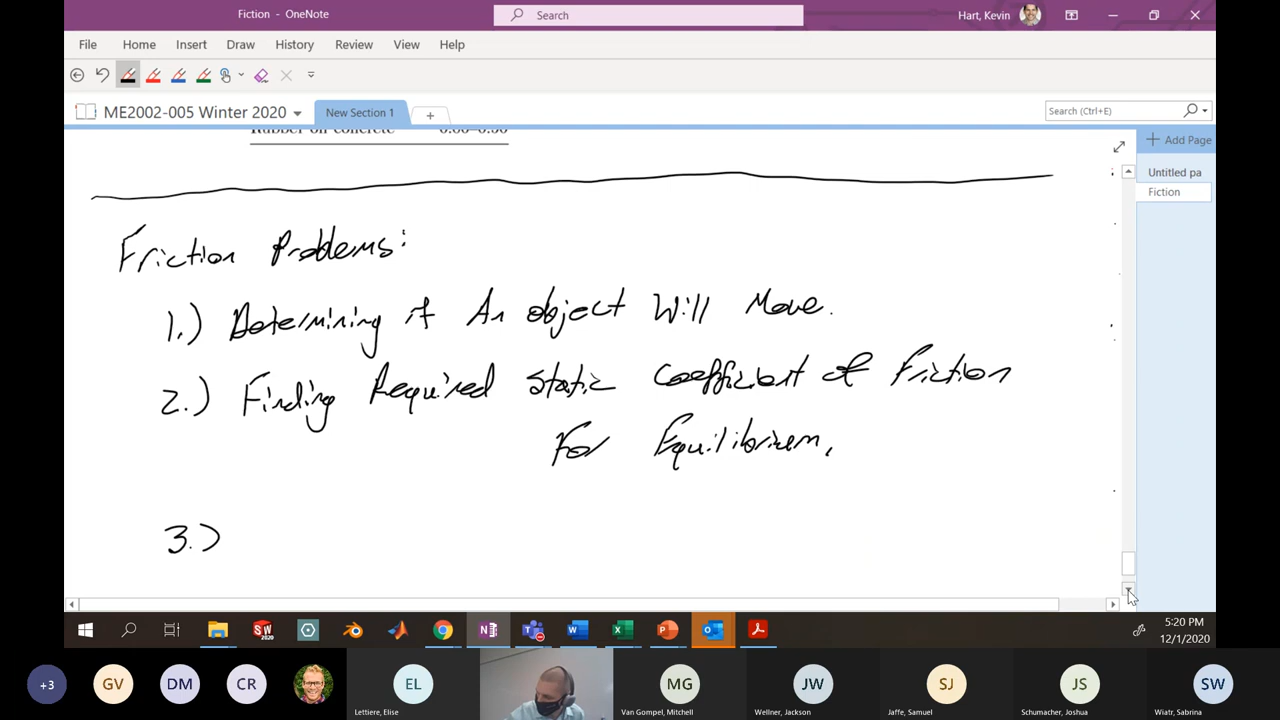 Fiction - OneNote
Search
Hart, Kevin
File Home Insert Draw History Review View Help
ME2002-005 Winter 2020
New Section 1
Search (Ctrl+E)
Add Page
Untitled pa
Fiction
Rubber on concrete
Friction Problems:
1.) Determining if An object Will Move.
2.) Finding Required Static Coefficient of Friction
For Equilibrium.
3.)
5:20 PM
12/1/2020
+3 GV DM CR EL MG JW SJ JS SW
Lettiere, Elise
Van Gompel, Mitchell
Wellner, Jackson
Jaffe, Samuel
Schumacher, Joshua
Wiatr, Sabrina